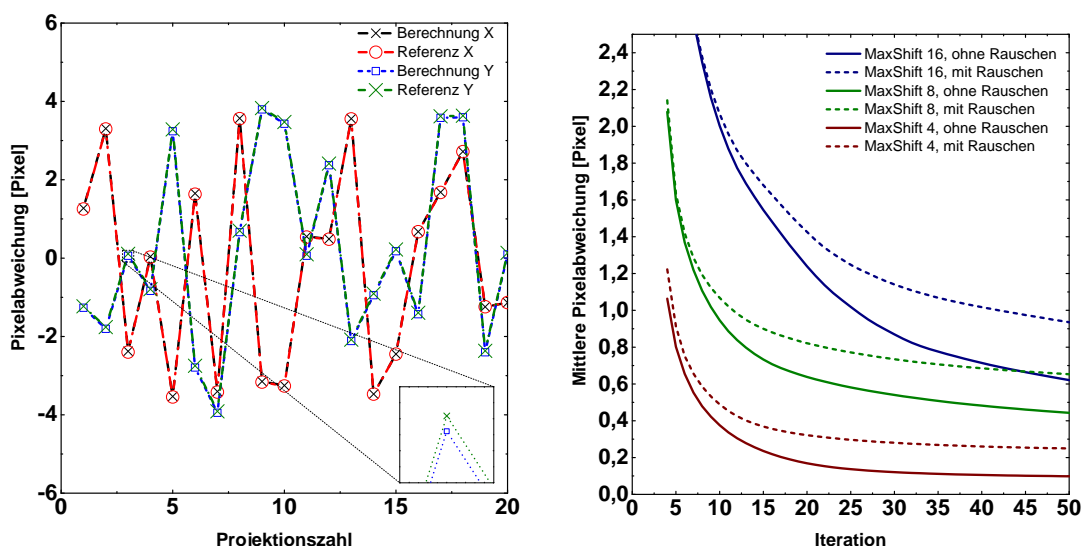 Pixelabweichung [Pixel]
6
4
2
0
-2
-4
-6
0 5 10 15 20
Projektionszahl
Berechnung X
Referenz X
Berechnung Y
Referenz Y
Mittlere Pixelabweichung [Pixel]
2,4
2,2
2,0
1,8
1,6
1,4
1,2
1,0
0,8
0,6
0,4
0,2
0,0
5 10 15 20 25 30 35 40 45 50
Iteration
MaxShift 16, ohne Rauschen
MaxShift 16, mit Rauschen
MaxShift 8, ohne Rauschen
MaxShift 8, mit Rauschen
MaxShift 4, ohne Rauschen
MaxShift 4, mit Rauschen